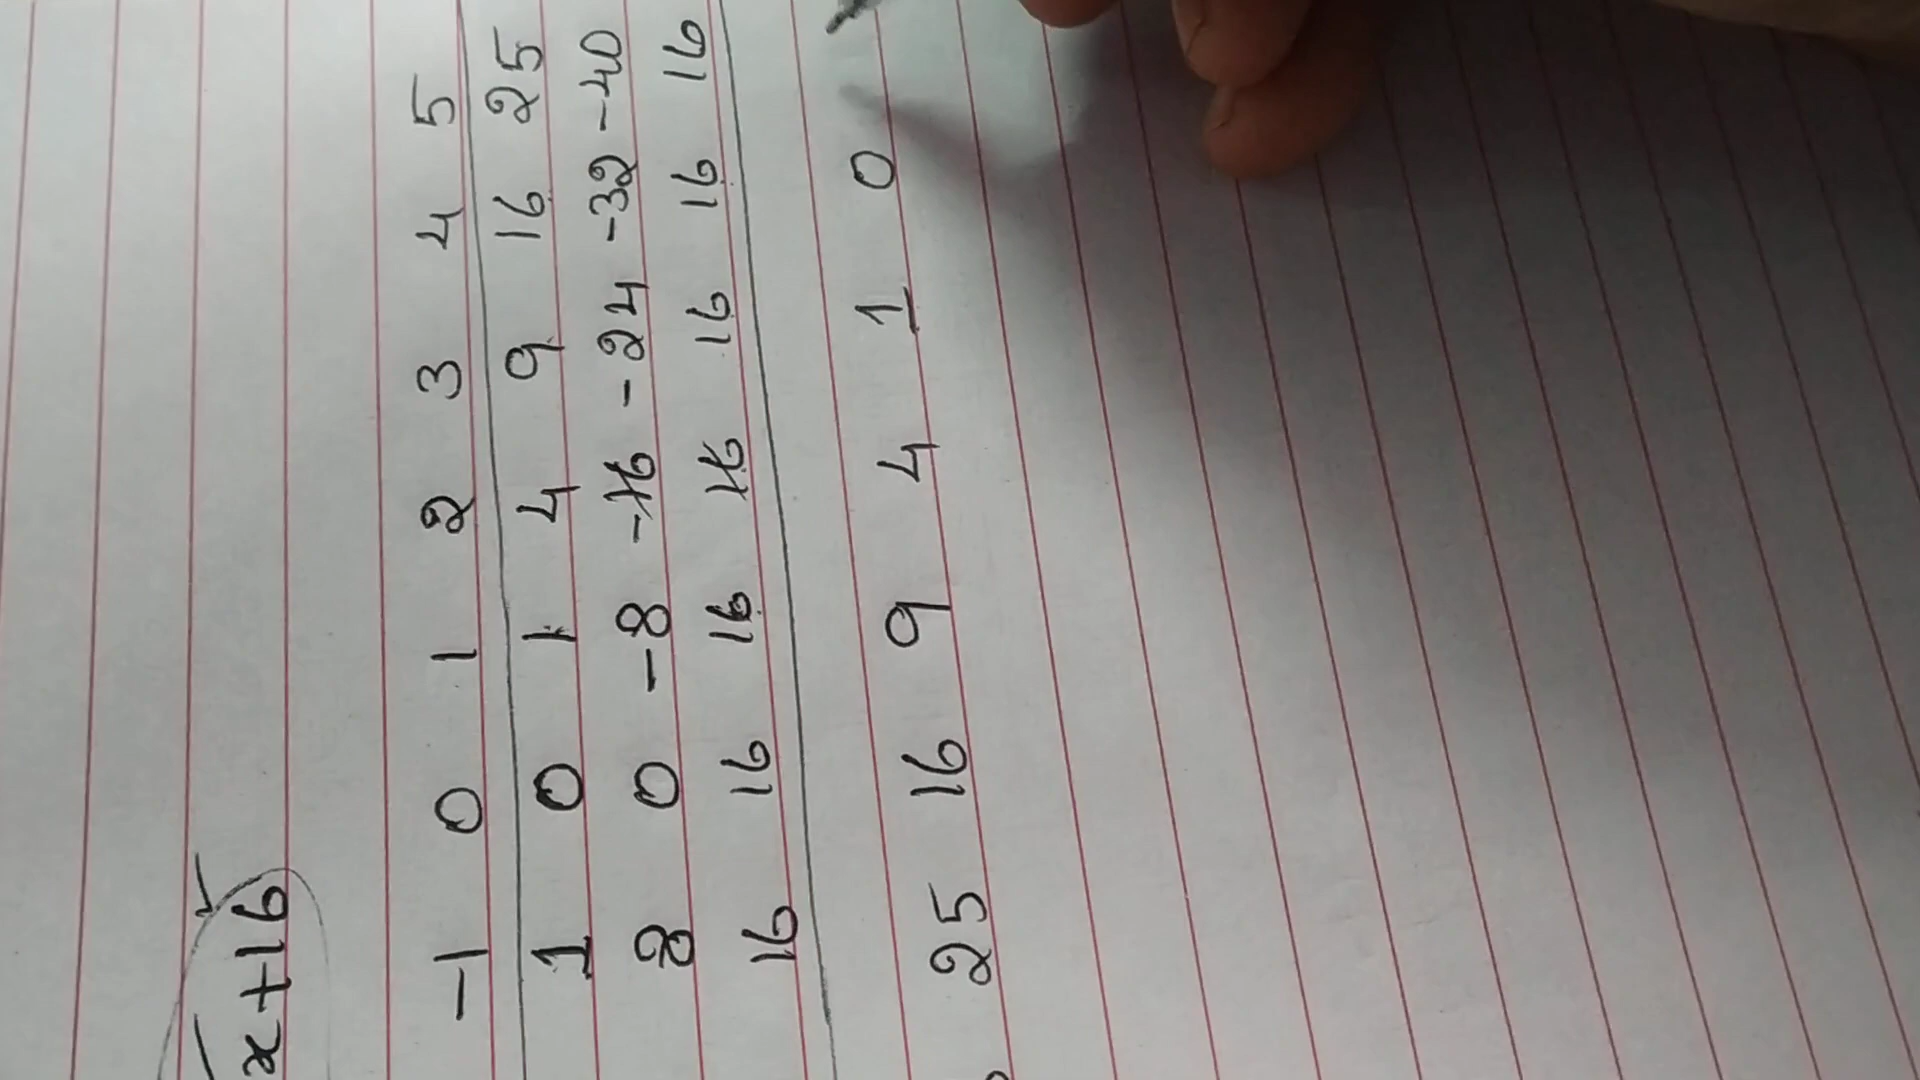 x+16
-1 0 1 2 3 4 5
1 0 1 4 9 16 25
8 0 -8 -16 -24 -32 -40
16 16 16 16 16 16 16
25 16 9 4 1 0